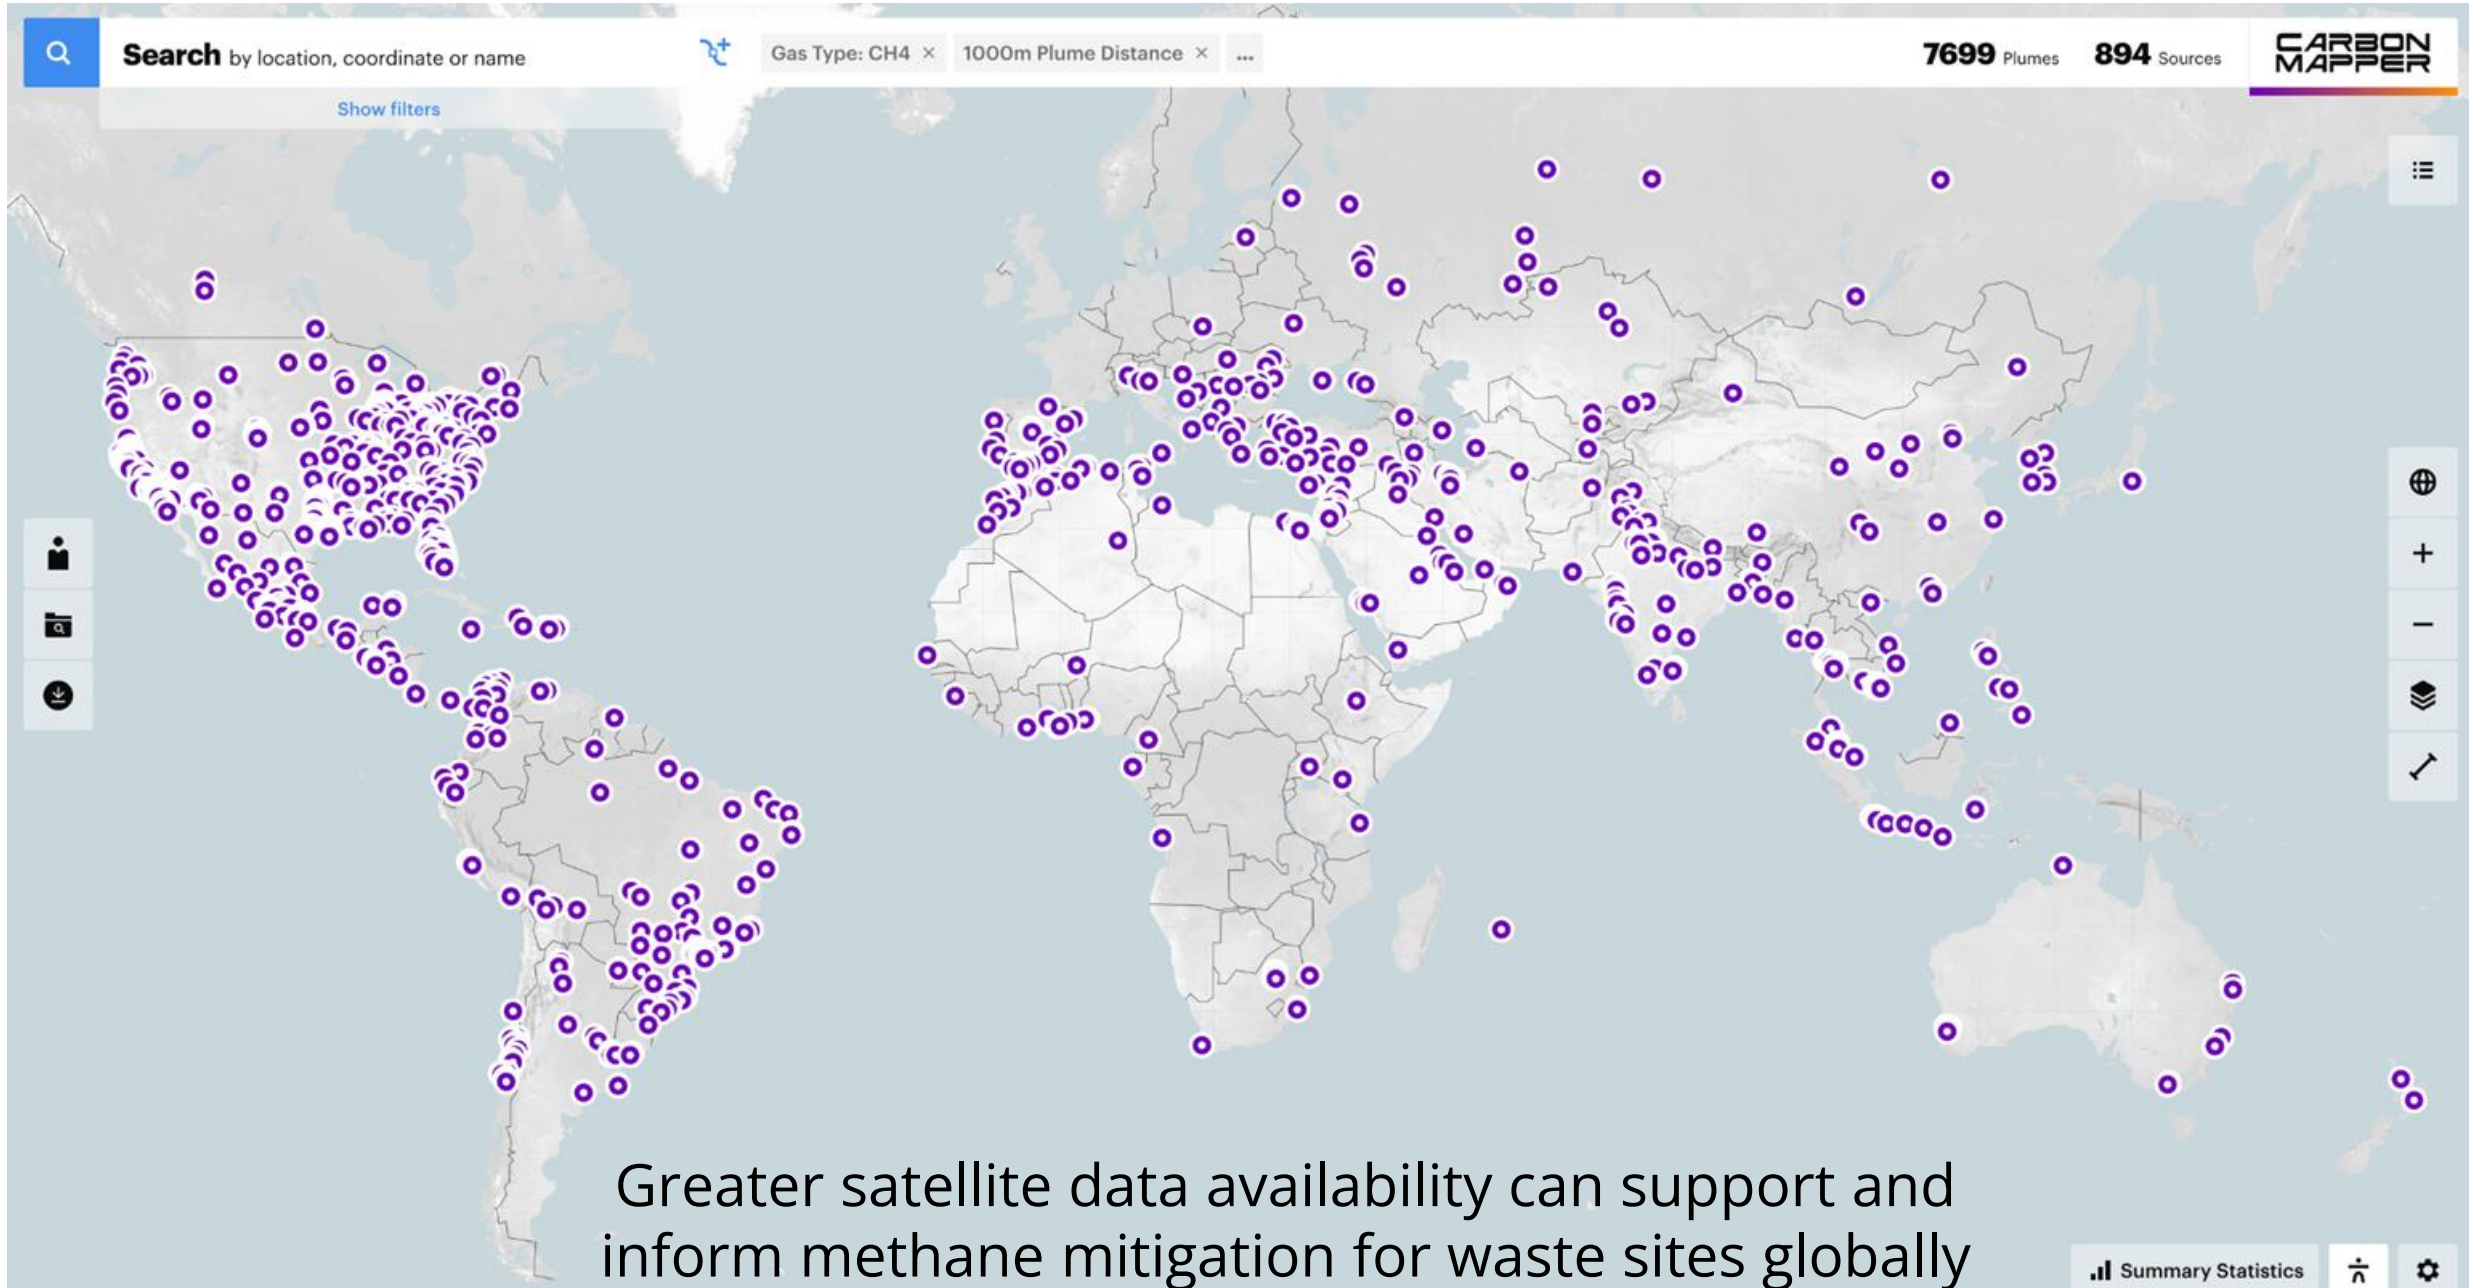 Search by location, coordinate or name
Gas Type: CH4 ×
1000m Plume Distance ×
...
7699 Plumes
894 Sources
CARBON
MAPPER
Show filters
Greater satellite data availability can support and
inform methane mitigation for waste sites globally
Summary Statistics